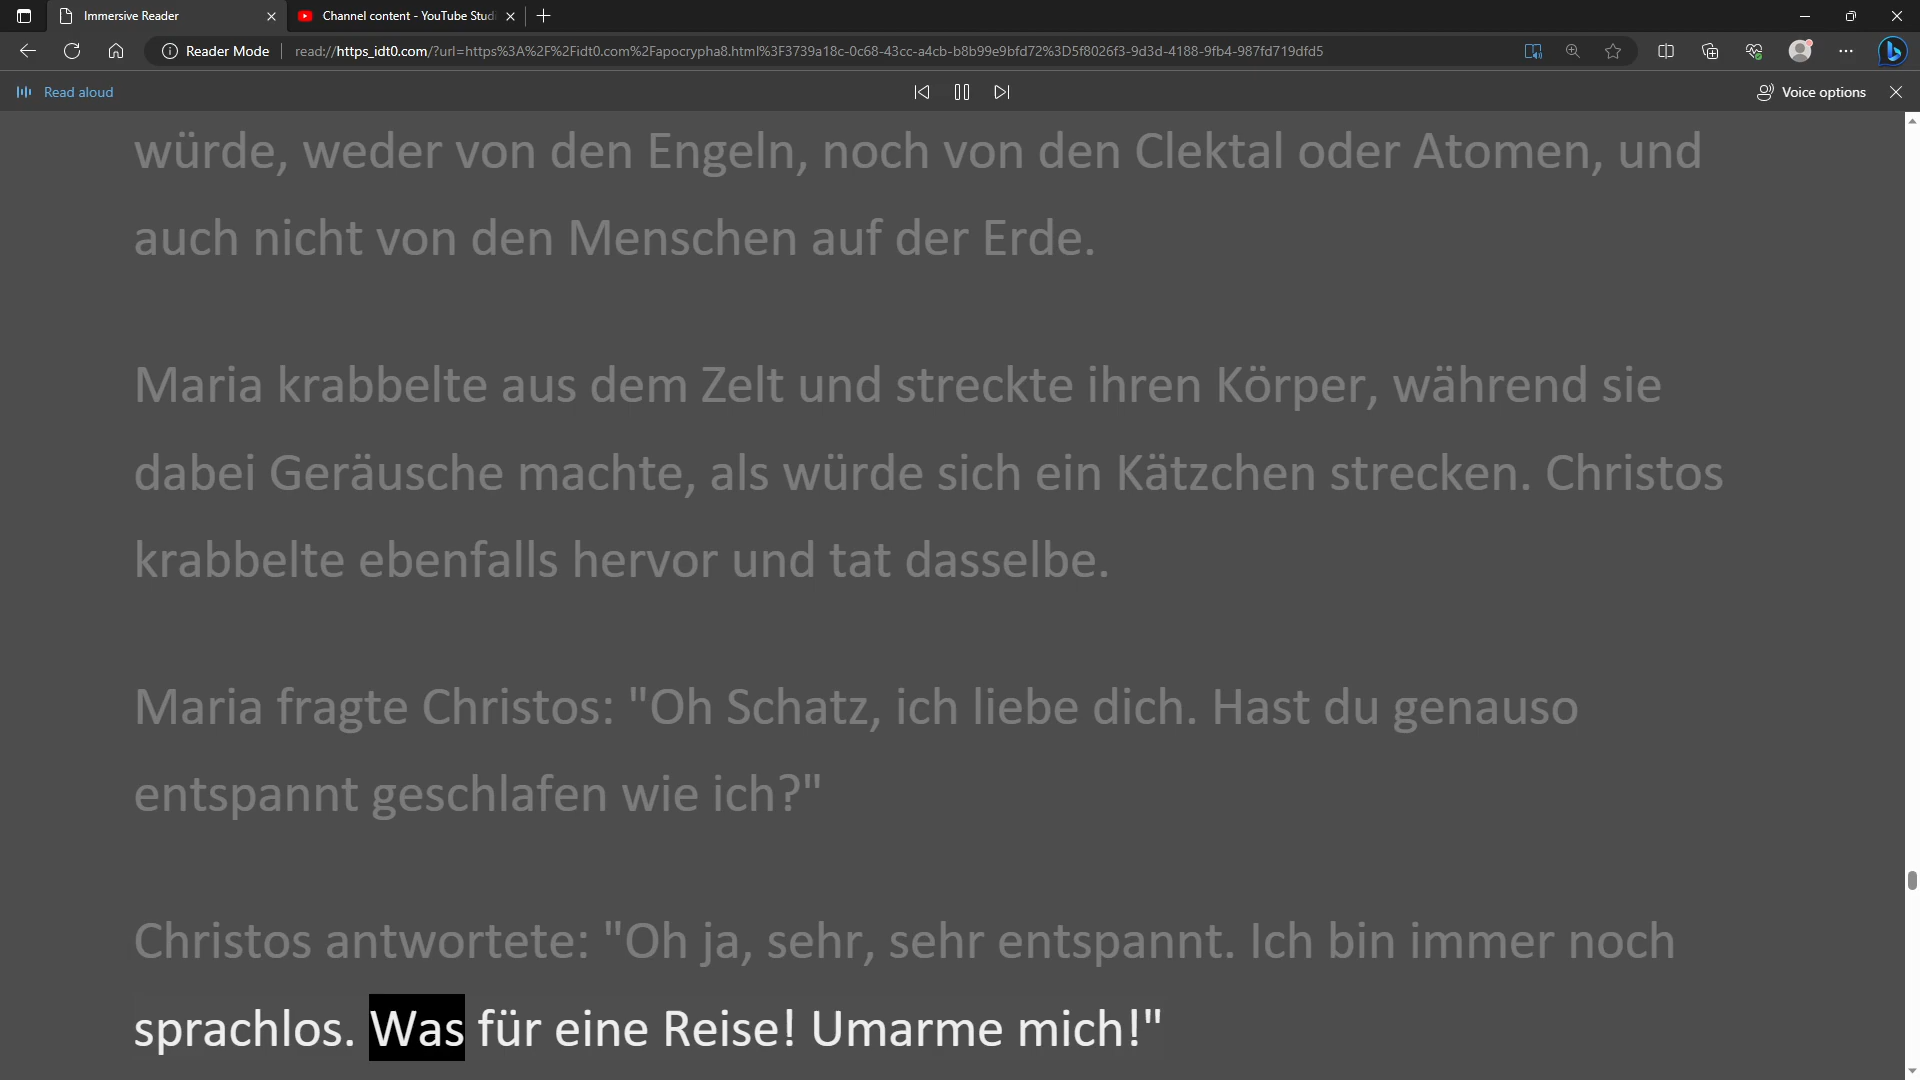 Immersive Reader
Channel content - YouTube Studi
Reader Mode
read://https_idt0.com/?url=https%3A%2F%2Fidt0.com%2Fapocrypha8.html%3F3739a18c-0c68-43cc-a4cb-b8b99e9bfd72%3D5f8026f3-9d3d-4188-9fb4-987fd719dfd5
Read aloud
Voice options
würde, weder von den Engeln, noch von den Clektal oder Atomen, und
auch nicht von den Menschen auf der Erde.
Maria krabbelte aus dem Zelt und streckte ihren Körper, während sie
dabei Geräusche machte, als würde sich ein Kätzchen strecken. Christos
krabbelte ebenfalls hervor und tat dasselbe.
Maria fragte Christos: "Oh Schatz, ich liebe dich. Hast du genauso
entspannt geschlafen wie ich?"
Christos antwortete: "Oh ja, sehr, sehr entspannt. Ich bin immer noch
sprachlos. Was für eine Reise! Umarme mich!"